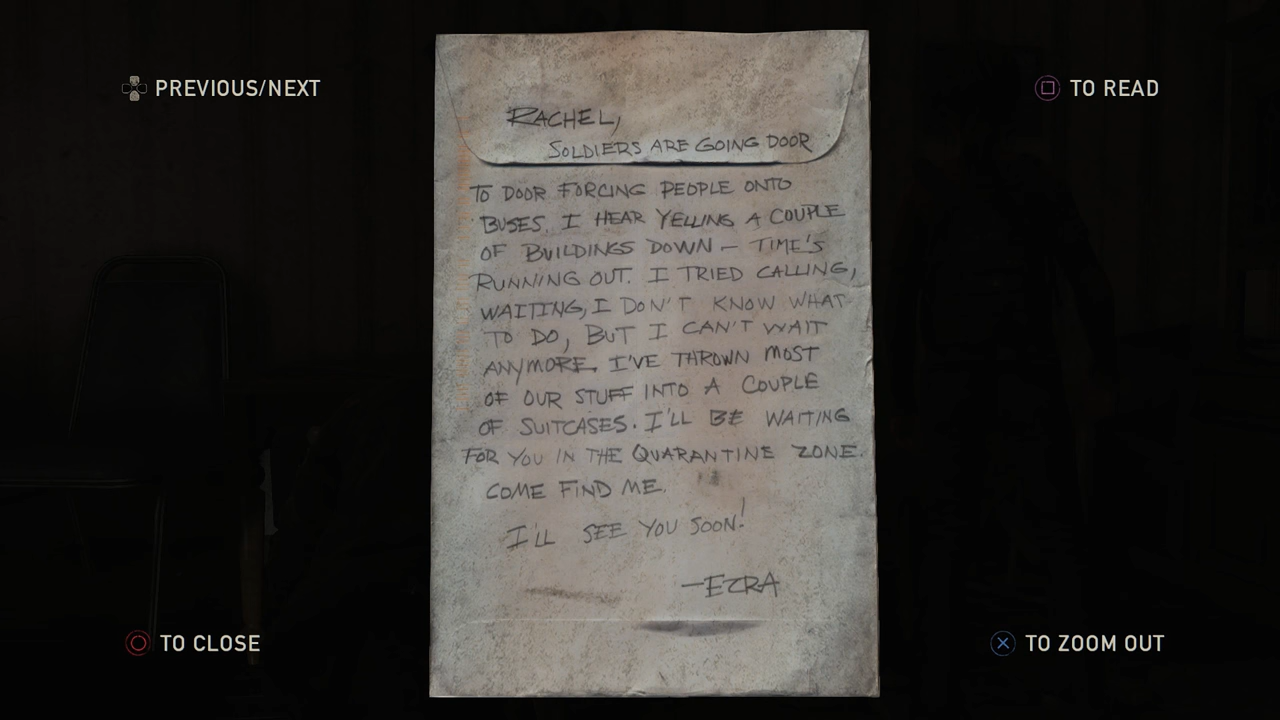 PREVIOUS/NEXT
TO READ
RACHEL,
SOLDIERS ARE GOING DOOR
TO DOOR FORCING PEOPLE ONTO
BUSES. I HEAR YELLING A COUPLE
OF BUILDINGS DOWN – TIME'S
RUNNING OUT. I TRIED CALLING,
WAITING, I DON'T KNOW WHAT
TO DO, BUT I CAN'T WAIT
ANYMORE. I'VE THROWN MOST
OF OUR STUFF INTO A COUPLE
OF SUITCASES. I'LL BE WAITING
FOR YOU IN THE QUARANTINE ZONE.
COME FIND ME.
I'LL SEE YOU SOON!
—EZRA
TO CLOSE
TO ZOOM OUT